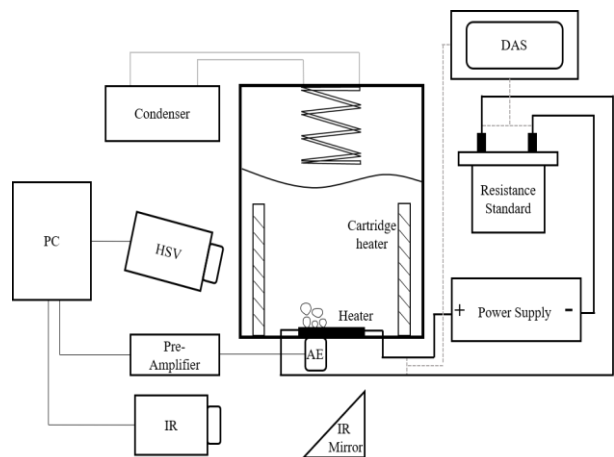 DAS
Condenser
Resistance
Standard
PC
HSV
Cartridge
heater
Heater
+ Power Supply -
Pre-
Amplifier
AE
IR
IR
Mirror